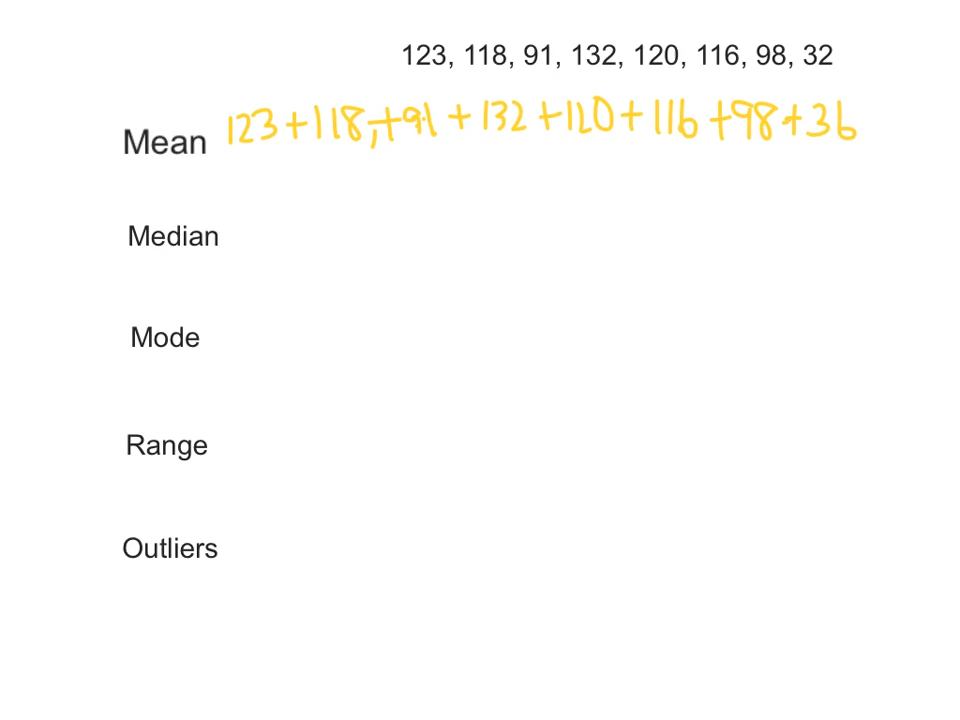 123, 118, 91, 132, 120, 116, 98, 32
Mean 123+118,+91+132+120+116+98+36
Median
Mode
Range
Outliers